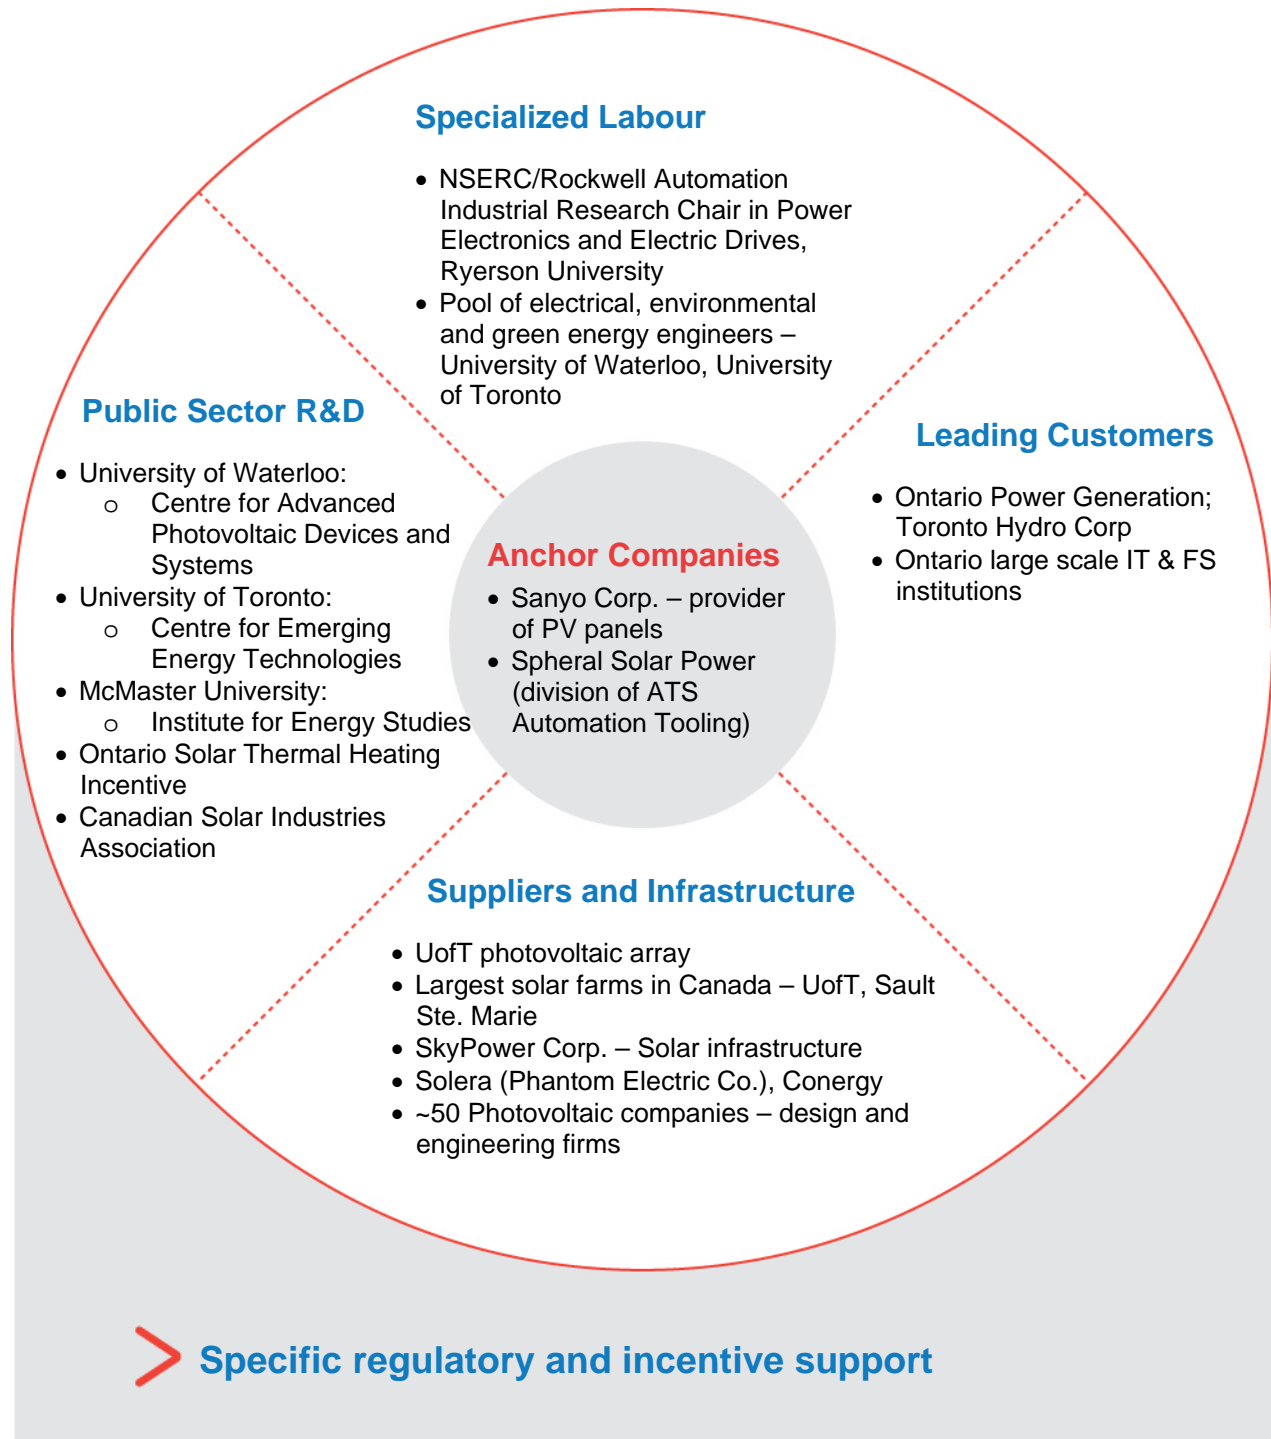 Specialized Labour
• NSERC/Rockwell Automation
Industrial Research Chair in Power
Electronics and Electric Drives,
Ryerson University
• Pool of electrical, environmental
and green energy engineers –
University of Waterloo, University
of Toronto
Public Sector R&D
• University of Waterloo:
o Centre for Advanced
Photovoltaic Devices and
Systems
• University of Toronto:
o Centre for Emerging
Energy Technologies
• McMaster University:
o Institute for Energy Studies
• Ontario Solar Thermal Heating
Incentive
• Canadian Solar Industries
Association
Anchor Companies
• Sanyo Corp. – provider
of PV panels
• Spheral Solar Power
(division of ATS
Automation Tooling)
Leading Customers
• Ontario Power Generation;
Toronto Hydro Corp
• Ontario large scale IT & FS
institutions
Suppliers and Infrastructure
• UofT photovoltaic array
• Largest solar farms in Canada – UofT, Sault
Ste. Marie
• SkyPower Corp. – Solar infrastructure
• Solera (Phantom Electric Co.), Conergy
• ~50 Photovoltaic companies – design and
engineering firms
Specific regulatory and incentive support